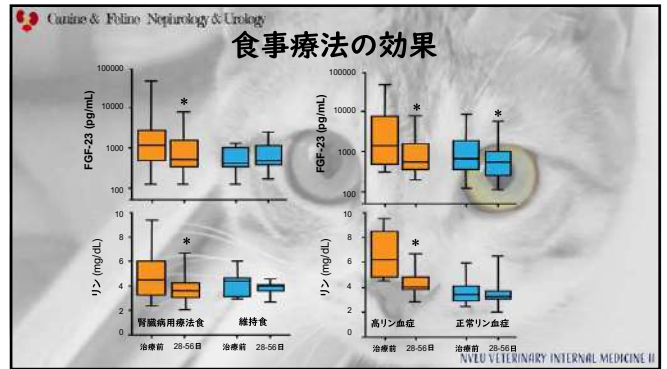 Canine & Feline Nephrology & Urology
食事療法の効果
100000
10000
1000
100
FGF-23 (pg/mL)
*
100000
10000
1000
100
FGF-23 (pg/mL)
*
*
10
8
6
4
2
0
リン (mg/dL)
*
腎臓病用療法食
維持食
治療前
28-56日
治療前
28-56日
10
8
6
4
2
0
リン (mg/dL)
*
高リン血症
正常リン血症
治療前
28-56日
治療前
28-56日
NVLU VETERINARY INTERNAL MEDICINE II